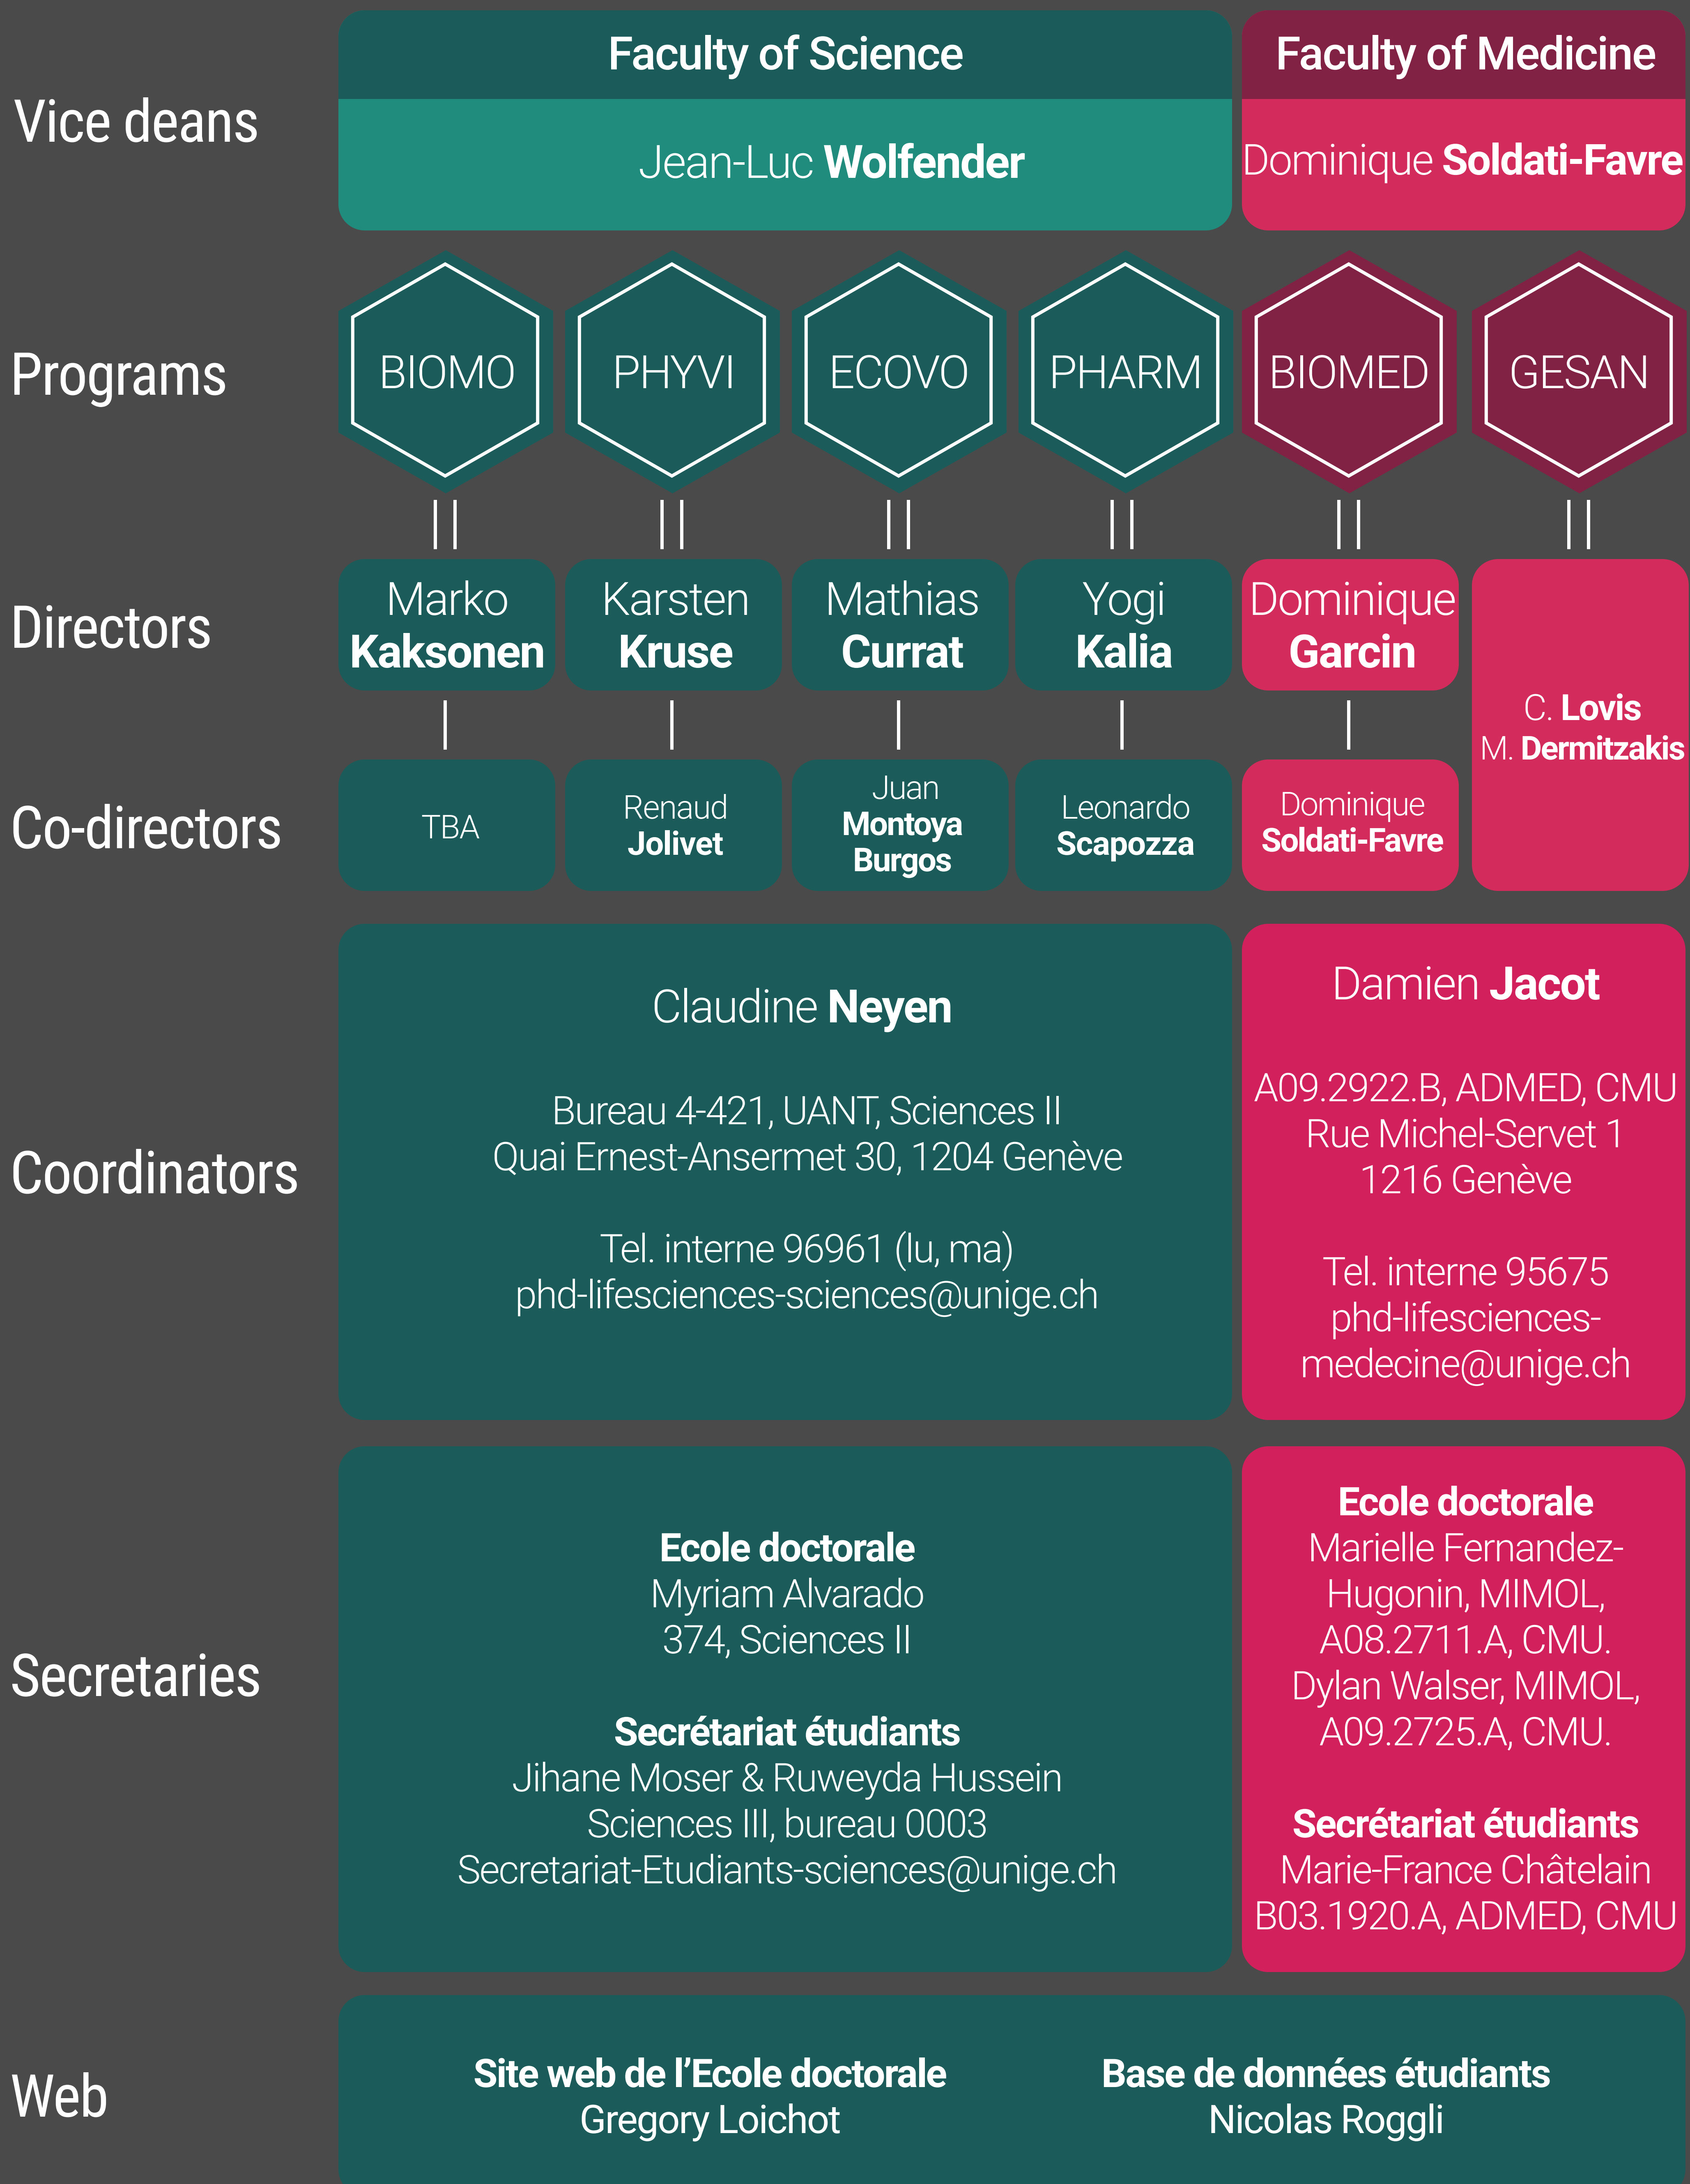 Faculty of Science
Faculty of Medicine
Vice deans
Jean-Luc Wolfender
Dominique Soldati-Favre
Programs
BIOMO
PHYVI
ECOVO
PHARM
BIOMED
GESAN
Directors
Marko
Kaksonen
Karsten
Kruse
Mathias
Currat
Yogi
Kalia
Dominique
Garcin
C. Lovis
M. Dermitzakis
Co-directors
TBA
Renaud
Jolivet
Juan
Montoya
Burgos
Leonardo
Scapozza
Dominique
Soldati-Favre
Coordinators
Claudine Neyen
Bureau 4-421, UANT, Sciences II
Quai Ernest-Ansermet 30, 1204 Genève
Tel. interne 96961 (lu, ma)
phd-lifesciences-sciences@unige.ch
Damien Jacot
A09.2922.B, ADMED, CMU
Rue Michel-Servet 1
1216 Genève
Tel. interne 95675
phd-lifesciences-
medecine@unige.ch
Secretaries
Ecole doctorale
Myriam Alvarado
374, Sciences II
Secrétariat étudiants
Jihane Moser & Ruweyda Hussein
Sciences III, bureau 0003
Secretariat-Etudiants-sciences@unige.ch
Ecole doctorale
Marielle Fernandez-
Hugonin, MIMOL,
A08.2711.A, CMU.
Dylan Walser, MIMOL,
A09.2725.A, CMU.
Secrétariat étudiants
Marie-France Châtelain
B03.1920.A, ADMED, CMU
Web
Site web de l’Ecole doctorale
Gregory Loichot
Base de données étudiants
Nicolas Roggli